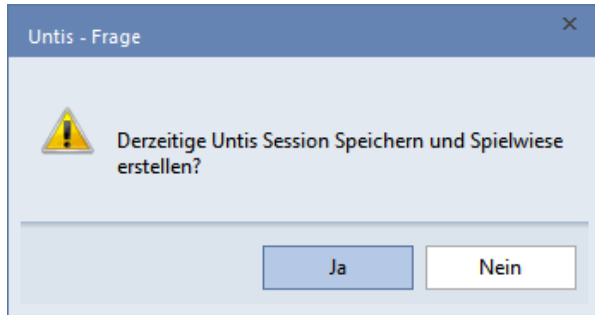 Untis - Frage
Derzeitige Untis Session Speichern und Spielwiese
erstellen?
Ja
Nein